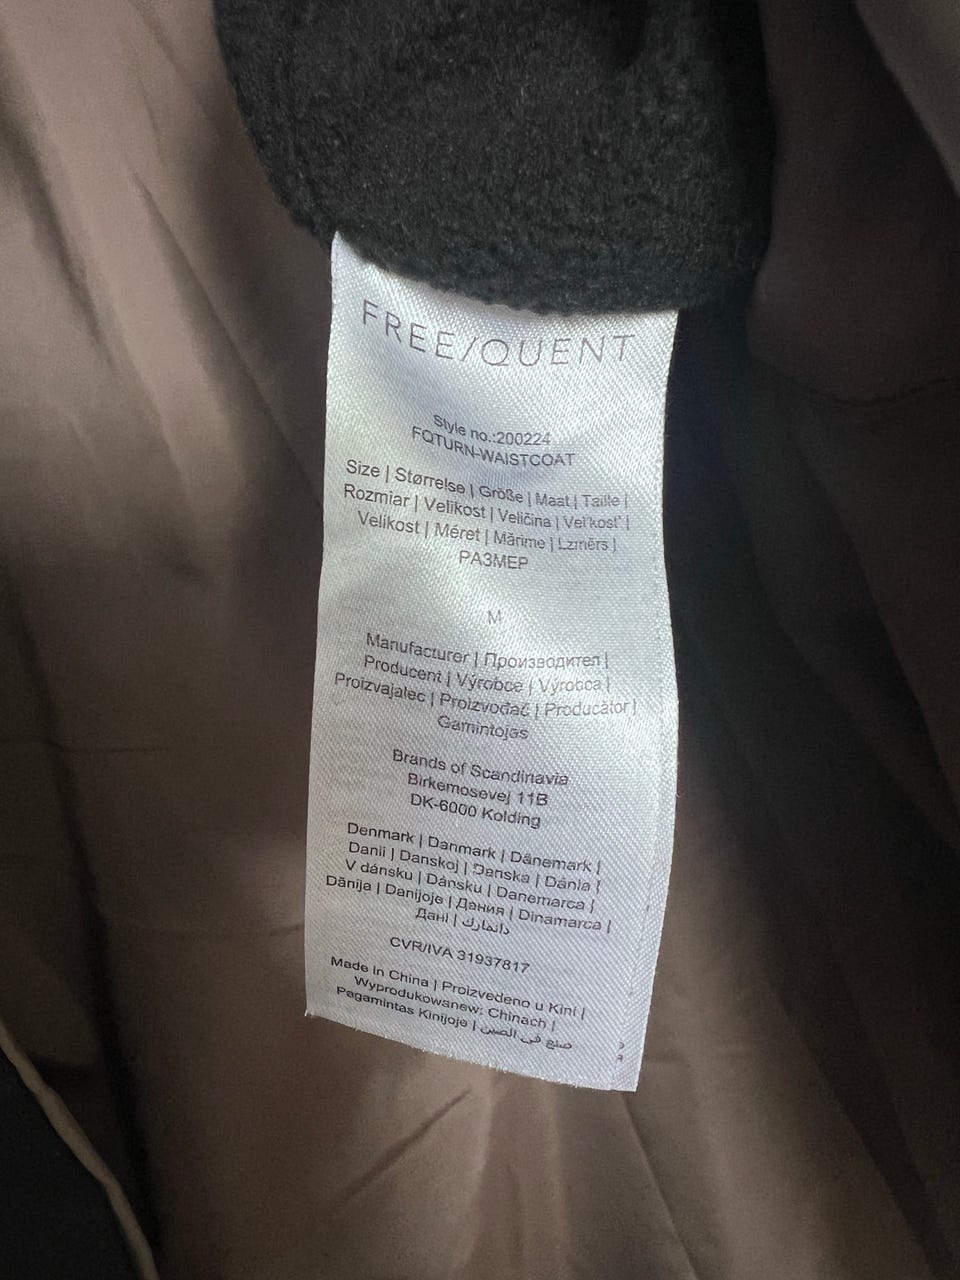 FREE/QUENT
Style no.:200224
FQTURN-WAISTCOAT
Size | Størrelse | Größe | Maat | Taille |
Rozmiar | Velikost | Veličina | Veľkosť |
Velikost | Méret | Mărime | Lzmērs |
РАЗМЕР
M
Manufacturer | Производител |
Producent | Výrobce | Výrobca |
Proizvajalec | Proizvođač | Producător |
Gamintojas
Brands of Scandinavia
Birkemosevej 11B
DK-6000 Kolding
Denmark | Danmark | Dänemark |
Danii | Danskoj | Danska | Dánia |
V dánsku | Dánsku | Danemarca |
Dānija | Danijoje | Дания | Dinamarca |
Дані | دانمارك
CVR/IVA 31937817
Made in China | Proizvedeno u Kini |
Wyprodukowanew: Chinach |
Pagamintas Kinijoje | صنع في الصين